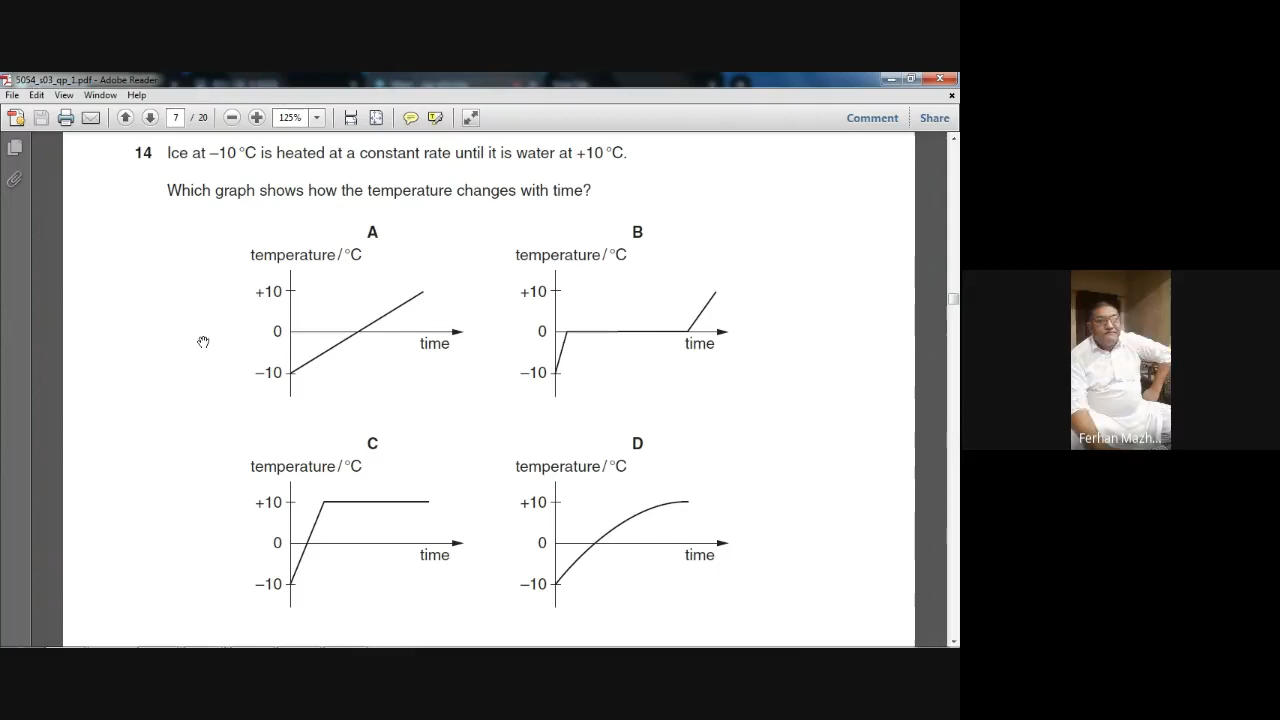 5054_s03_qp_1.pdf - Adobe Reader
File Edit View Window Help
7 / 20 125% Comment Share
14 Ice at –10 °C is heated at a constant rate until it is water at +10 °C.
Which graph shows how the temperature changes with time?
A
temperature / °C
+10
0
–10
time
B
temperature / °C
+10
0
–10
time
C
temperature / °C
+10
0
–10
time
D
temperature / °C
+10
0
–10
time
Ferhan Mazh...